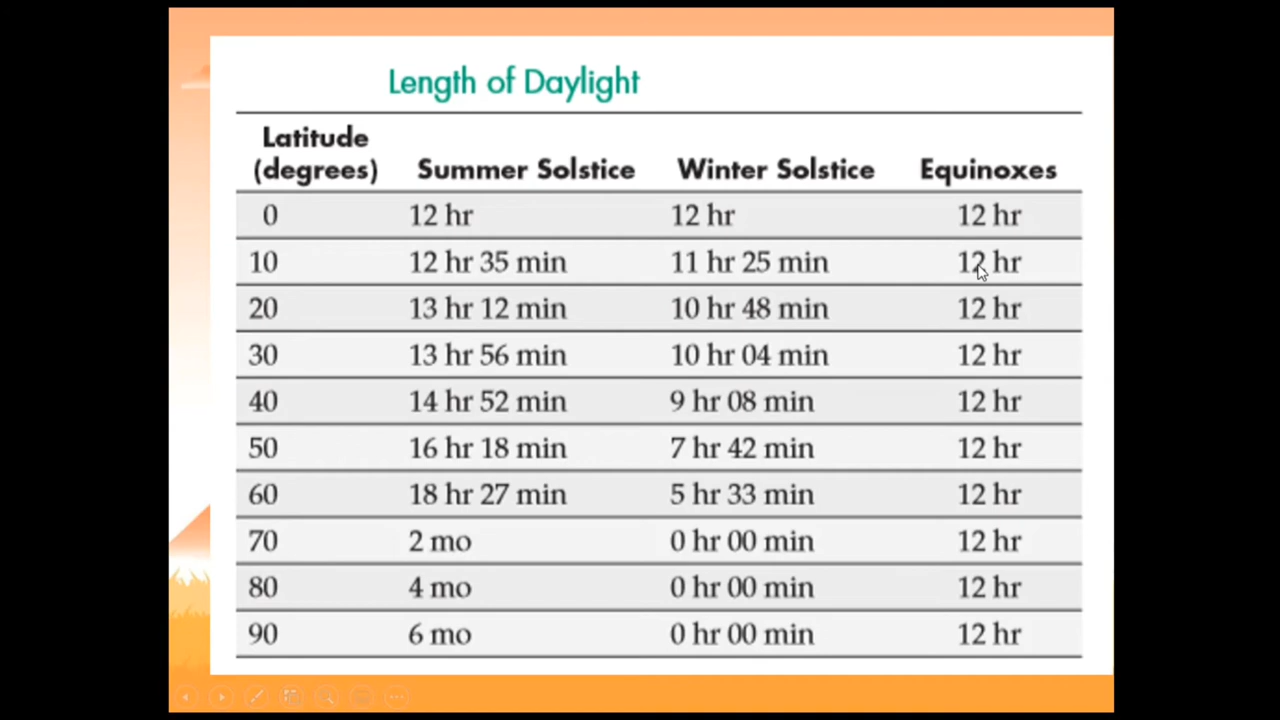 Length of Daylight
Latitude
(degrees) Summer Solstice Winter Solstice Equinoxes
0 12 hr 12 hr 12 hr
10 12 hr 35 min 11 hr 25 min 12 hr
20 13 hr 12 min 10 hr 48 min 12 hr
30 13 hr 56 min 10 hr 04 min 12 hr
40 14 hr 52 min 9 hr 08 min 12 hr
50 16 hr 18 min 7 hr 42 min 12 hr
60 18 hr 27 min 5 hr 33 min 12 hr
70 2 mo 0 hr 00 min 12 hr
80 4 mo 0 hr 00 min 12 hr
90 6 mo 0 hr 00 min 12 hr